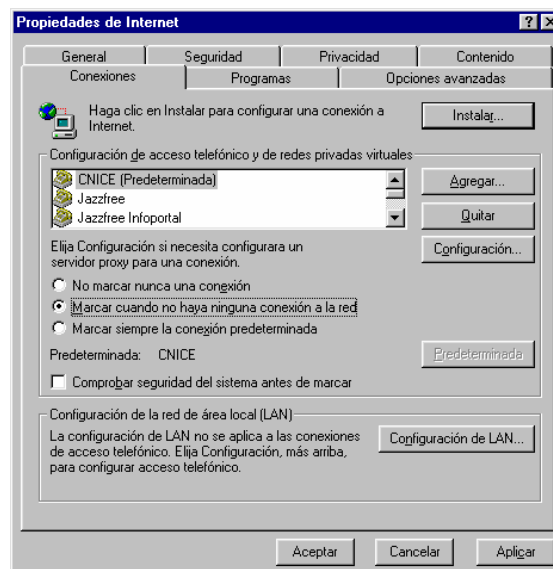 Propiedades de Internet
General Seguridad Privacidad Contenido
Conexiones Programas Opciones avanzadas
Haga clic en Instalar para configurar una conexión a
Internet.
Instalar...
Configuración de acceso telefónico y de redes privadas virtuales
CNICE (Predeterminada)
Jazzfree
Jazzfree Infoportal
Agregar...
Quitar
Elija Configuración si necesita configurara un
servidor proxy para una conexión.
Configuración...
No marcar nunca una conexión
Marcar cuando no haya ninguna conexión a la red
Marcar siempre la conexión predeterminada
Predeterminada: CNICE
Predeterminada
Comprobar seguridad del sistema antes de marcar
Configuración de la red de área local (LAN)
La configuración de LAN no se aplica a las conexiones
de acceso telefónico. Elija Configuración, más arriba,
para configurar acceso telefónico.
Configuración de LAN...
Aceptar Cancelar Aplicar